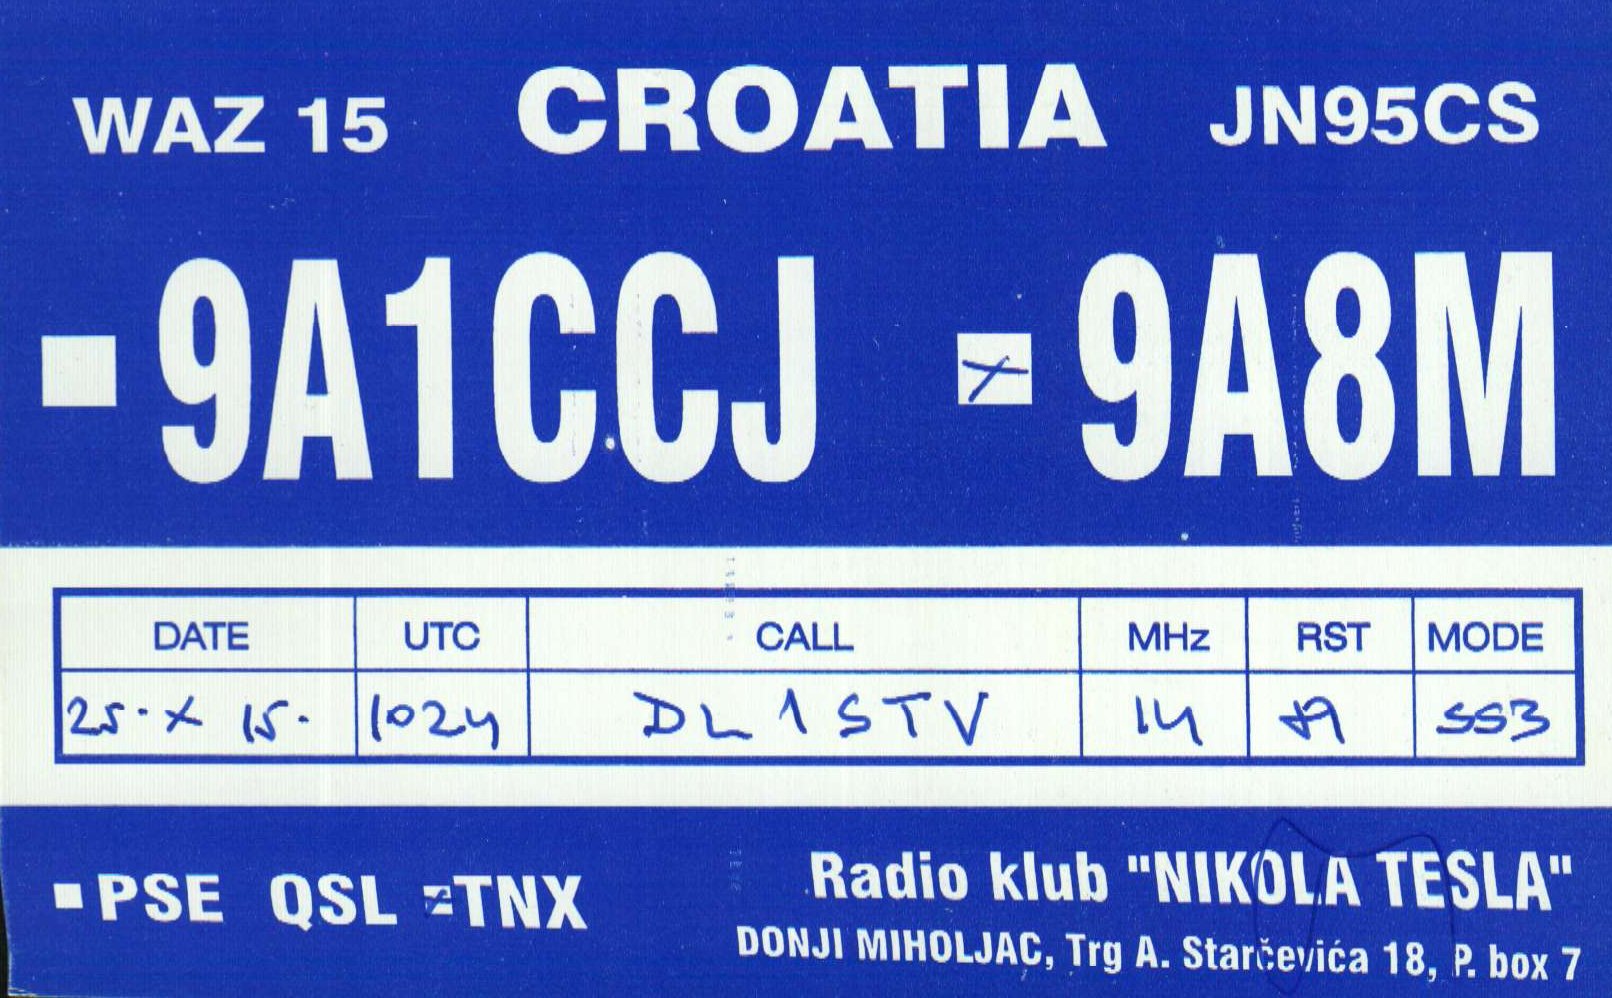 WAZ 15 CROATIA JN95CS
9A1CCJ 9A8M
DATE UTC CALL MHz RST MODE
25. X 15. 1024 DL1STV 14 59 SSB
PSE QSL TNX
Radio klub "NIKOLA TESLA"
DONJI MIHOLJAC, Trg A. Starčevića 18, P. box 7